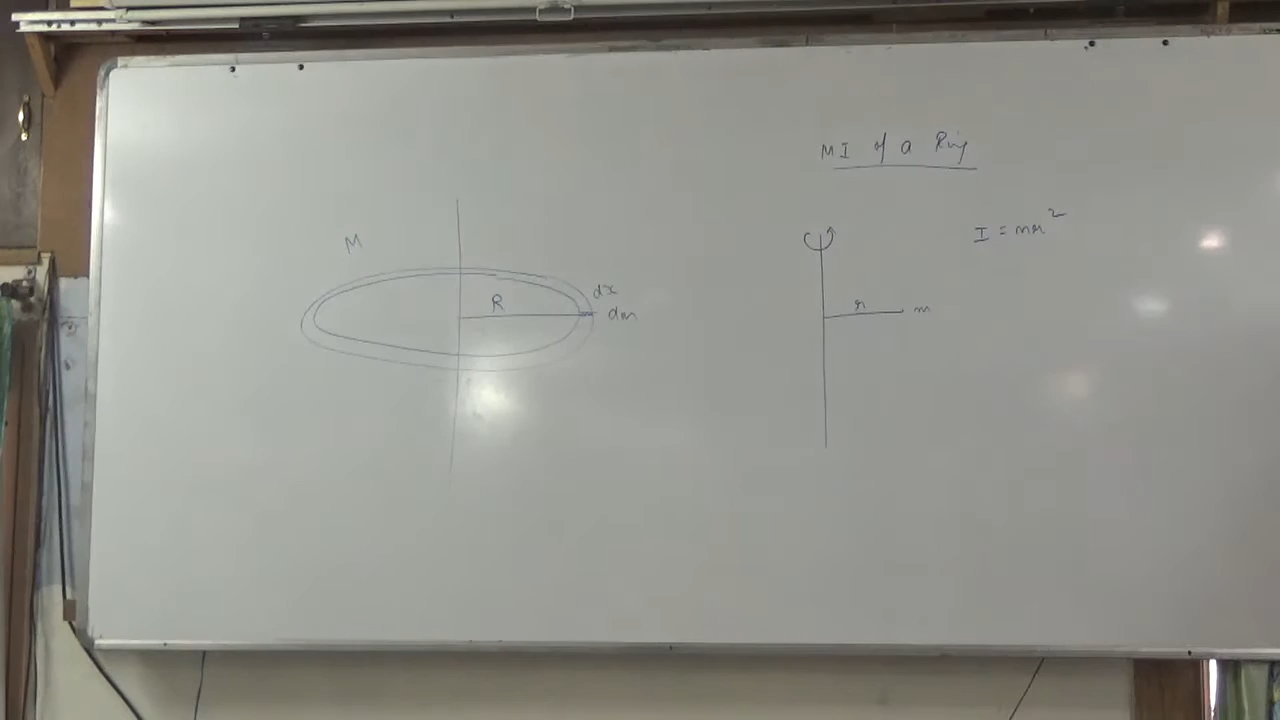 MI of a Ring
M
R
dx
dm
r
m
I = mr²